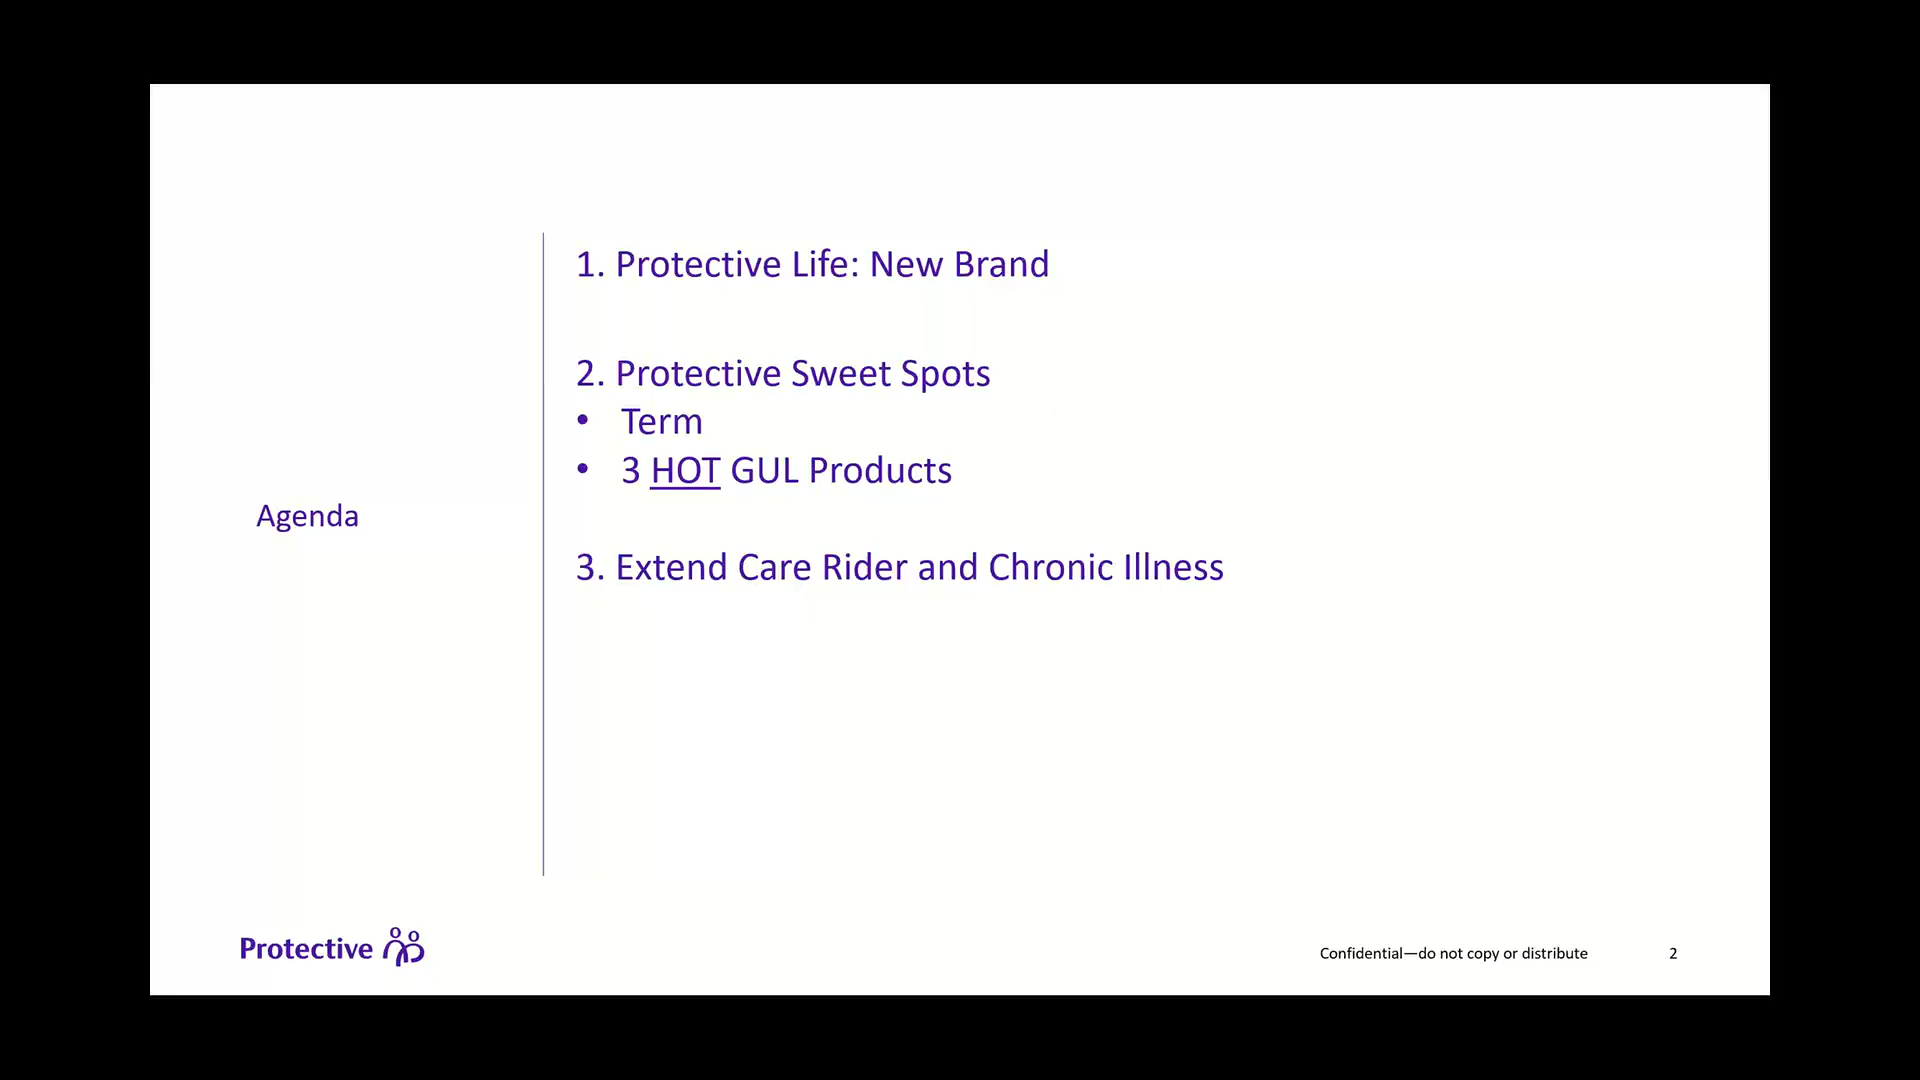 1. Protective Life: New Brand
2. Protective Sweet Spots
• Term
• 3 HOT GUL Products
Agenda
3. Extend Care Rider and Chronic Illness
Protective
Confidential—do not copy or distribute 2